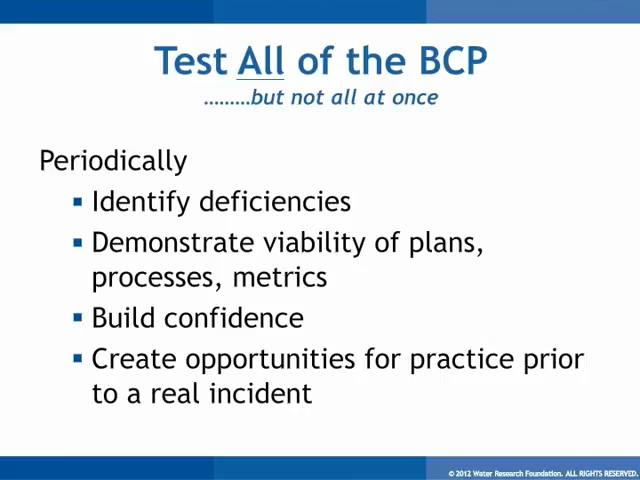 Test All of the BCP
………but not all at once
Periodically
▪ Identify deficiencies
▪ Demonstrate viability of plans,
processes, metrics
▪ Build confidence
▪ Create opportunities for practice prior
to a real incident
© 2012 Water Research Foundation. ALL RIGHTS RESERVED.